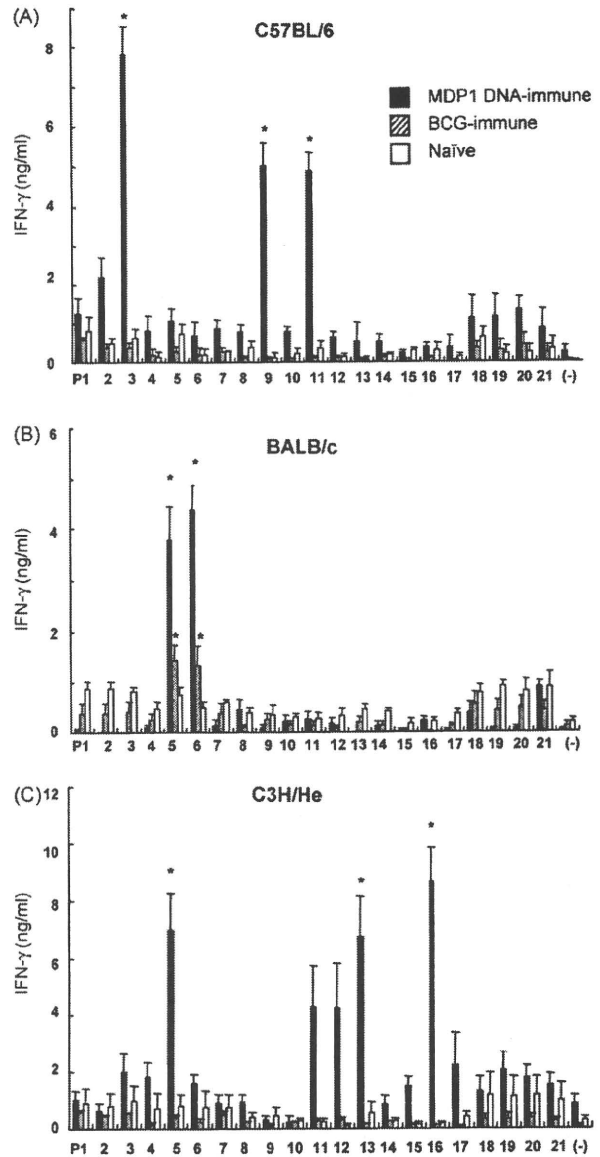 (A)
C57BL/6
*
*
*
MDP1 DNA-immune
BCG-immune
Naïve
IFN-γ (ng/ml)
8
6
4
2
0
P1 2 3 4 5 6 7 8 9 10 11 12 13 14 15 16 17 18 19 20 21 (-)
(B)
BALB/c
*
*
*
*
IFN-γ (ng/ml)
6
4
2
0
P1 2 3 4 5 6 7 8 9 10 11 12 13 14 15 16 17 18 19 20 21 (-)
(C)
C3H/He
*
*
*
IFN-γ (ng/ml)
12
10
8
6
4
2
0
P1 2 3 4 5 6 7 8 9 10 11 12 13 14 15 16 17 18 19 20 21 (-)